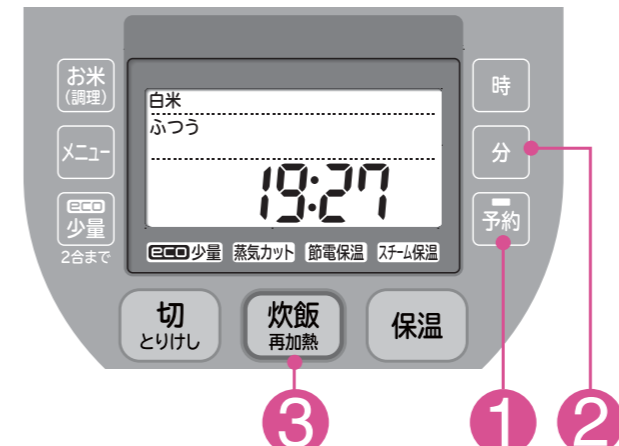 お米
(調理)
メニュー
eco
少量
2合まで
白米
ふつう
19:27
eco少量 蒸気カット 節電保温 スチーム保温
時
分
予約
切
とりけし
炊飯
再加熱
保温
3
1
2